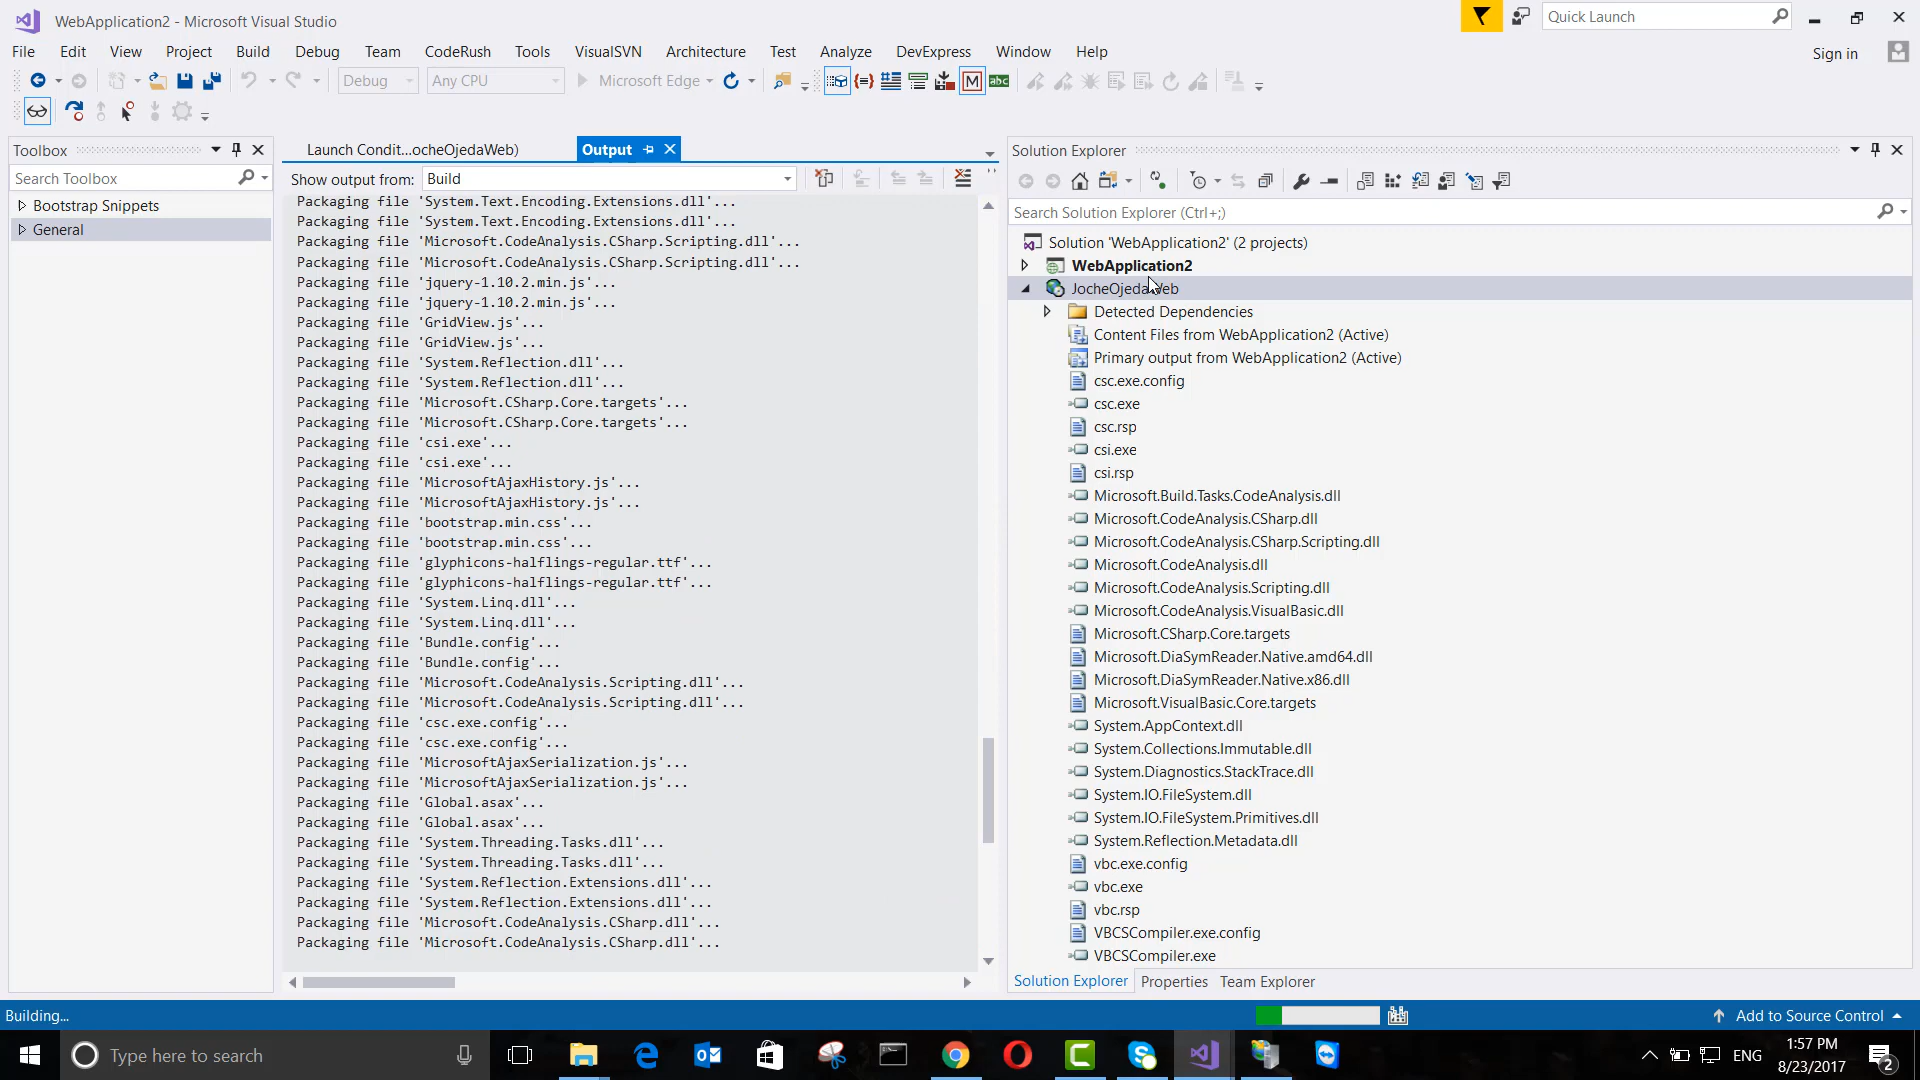 WebApplication2 - Microsoft Visual Studio
Quick Launch
File Edit View Project Build Debug Team CodeRush Tools VisualSVN Architecture Test Analyze DevExpress Window Help
Sign in
Debug Any CPU Microsoft Edge
Toolbox
Search Toolbox
Bootstrap Snippets
General
Launch Condit...ocheOjedaWeb) Output
Show output from: Build
Packaging file 'System.Text.Encoding.Extensions.dll'...
Packaging file 'System.Text.Encoding.Extensions.dll'...
Packaging file 'Microsoft.CodeAnalysis.CSharp.Scripting.dll'...
Packaging file 'Microsoft.CodeAnalysis.CSharp.Scripting.dll'...
Packaging file 'jquery-1.10.2.min.js'...
Packaging file 'jquery-1.10.2.min.js'...
Packaging file 'GridView.js'...
Packaging file 'GridView.js'...
Packaging file 'System.Reflection.dll'...
Packaging file 'System.Reflection.dll'...
Packaging file 'Microsoft.CSharp.Core.targets'...
Packaging file 'Microsoft.CSharp.Core.targets'...
Packaging file 'csi.exe'...
Packaging file 'csi.exe'...
Packaging file 'MicrosoftAjaxHistory.js'...
Packaging file 'MicrosoftAjaxHistory.js'...
Packaging file 'bootstrap.min.css'...
Packaging file 'bootstrap.min.css'...
Packaging file 'glyphicons-halflings-regular.ttf'...
Packaging file 'glyphicons-halflings-regular.ttf'...
Packaging file 'System.Linq.dll'...
Packaging file 'System.Linq.dll'...
Packaging file 'Bundle.config'...
Packaging file 'Bundle.config'...
Packaging file 'Microsoft.CodeAnalysis.Scripting.dll'...
Packaging file 'Microsoft.CodeAnalysis.Scripting.dll'...
Packaging file 'csc.exe.config'...
Packaging file 'csc.exe.config'...
Packaging file 'MicrosoftAjaxSerialization.js'...
Packaging file 'MicrosoftAjaxSerialization.js'...
Packaging file 'Global.asax'...
Packaging file 'Global.asax'...
Packaging file 'System.Threading.Tasks.dll'...
Packaging file 'System.Threading.Tasks.dll'...
Packaging file 'System.Reflection.Extensions.dll'...
Packaging file 'System.Reflection.Extensions.dll'...
Packaging file 'Microsoft.CodeAnalysis.CSharp.dll'...
Packaging file 'Microsoft.CodeAnalysis.CSharp.dll'...
Solution Explorer
Search Solution Explorer (Ctrl+;)
Solution 'WebApplication2' (2 projects)
WebApplication2
JocheOjedaWeb
Detected Dependencies
Content Files from WebApplication2 (Active)
Primary output from WebApplication2 (Active)
csc.exe.config
csc.exe
csc.rsp
csi.exe
csi.rsp
Microsoft.Build.Tasks.CodeAnalysis.dll
Microsoft.CodeAnalysis.CSharp.dll
Microsoft.CodeAnalysis.CSharp.Scripting.dll
Microsoft.CodeAnalysis.dll
Microsoft.CodeAnalysis.Scripting.dll
Microsoft.CodeAnalysis.VisualBasic.dll
Microsoft.CSharp.Core.targets
Microsoft.DiaSymReader.Native.amd64.dll
Microsoft.DiaSymReader.Native.x86.dll
Microsoft.VisualBasic.Core.targets
System.AppContext.dll
System.Collections.Immutable.dll
System.Diagnostics.StackTrace.dll
System.IO.FileSystem.dll
System.IO.FileSystem.Primitives.dll
System.Reflection.Metadata.dll
vbc.exe.config
vbc.exe
vbc.rsp
VBCSCompiler.exe.config
VBCSCompiler.exe
Solution Explorer Properties Team Explorer
Building... Add to Source Control
Type here to search
ENG
1:57 PM
8/23/2017
2